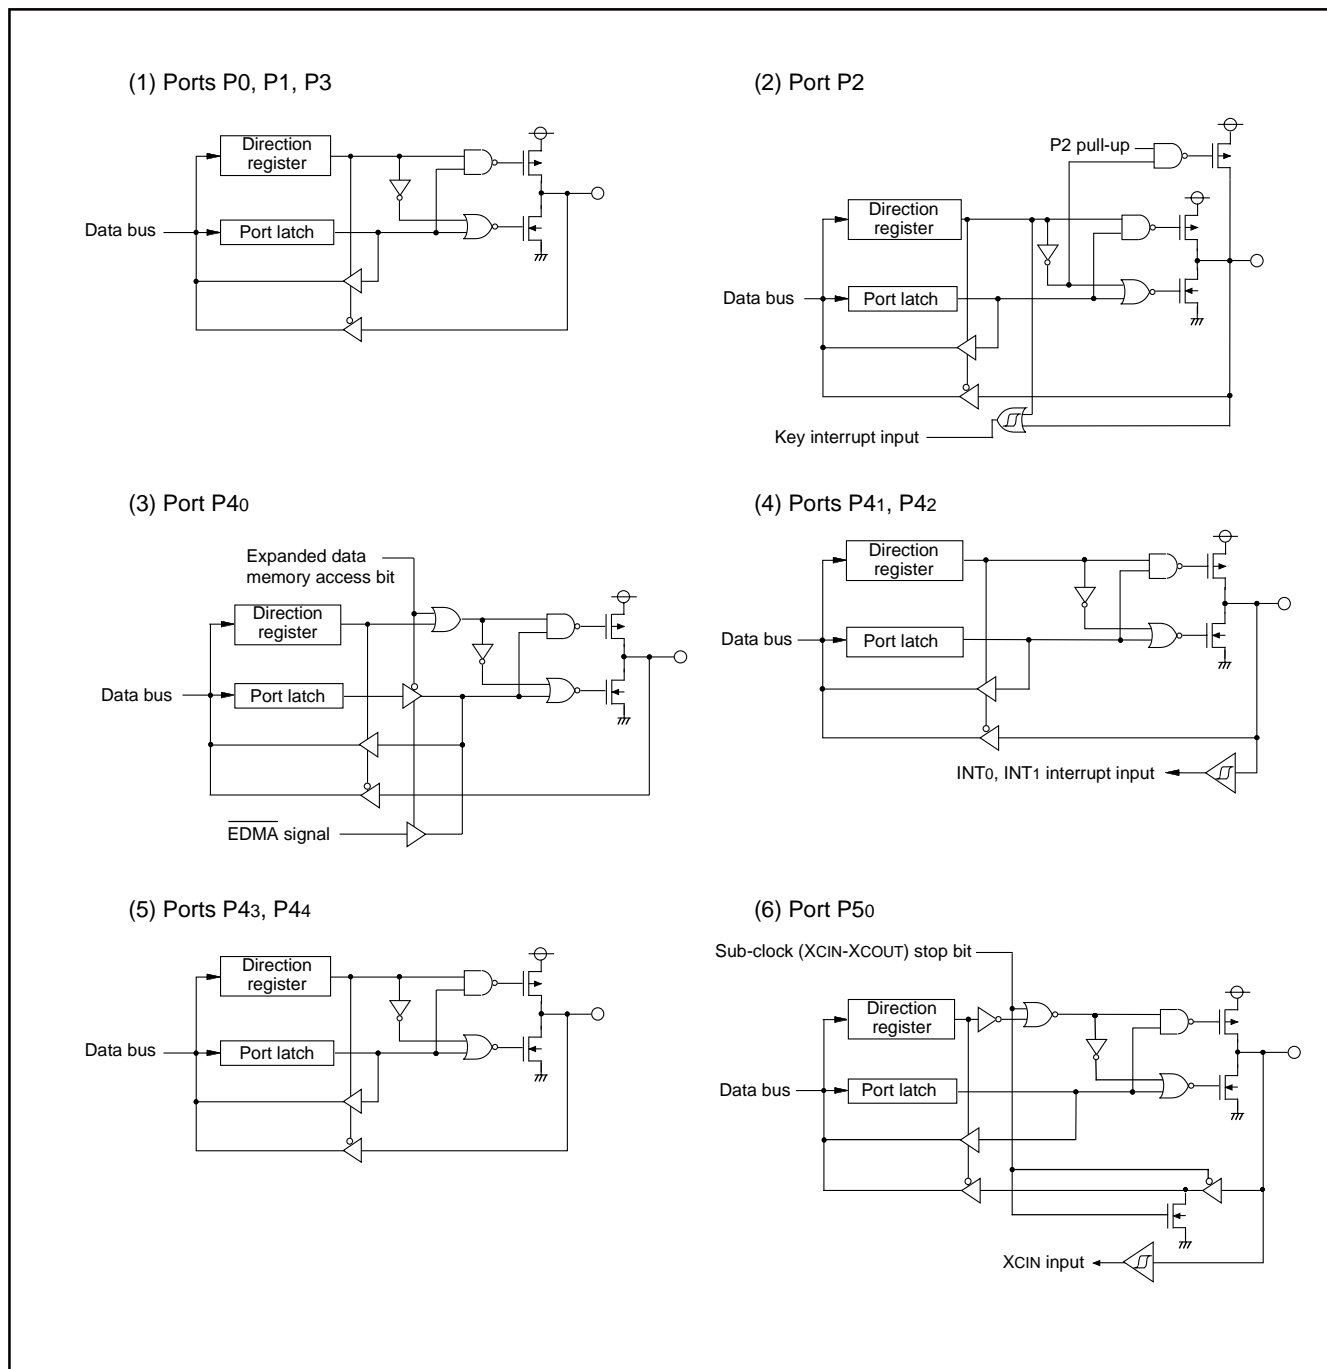 (1) Ports P0, P1, P3
Direction
register
Data bus
Port latch
(2) Port P2
P2 pull-up
Direction
register
Data bus
Port latch
Key interrupt input
(3) Port P40
Expanded data
memory access bit
Direction
register
Data bus
Port latch
EDMA signal
(4) Ports P41, P42
Direction
register
Data bus
Port latch
INT0, INT1 interrupt input
(5) Ports P43, P44
Direction
register
Data bus
Port latch
(6) Port P50
Sub-clock (XCIN-XCOUT) stop bit
Direction
register
Data bus
Port latch
XCIN input